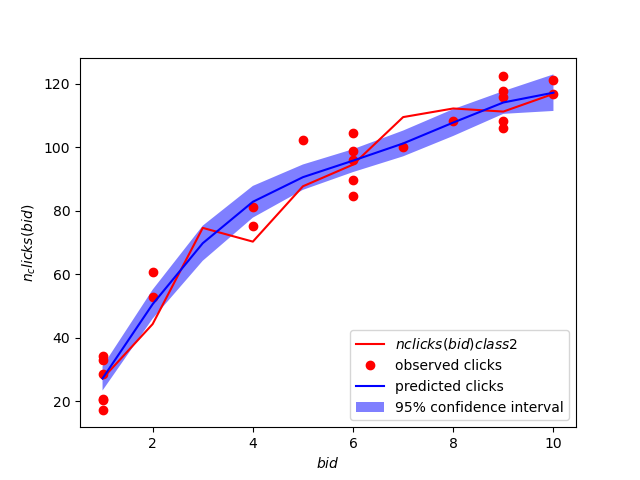 120
100
80
60
40
20
n_clicks(bid)
nclicks(bid)class2
observed clicks
predicted clicks
95% confidence interval
2
4
6
8
10
bid